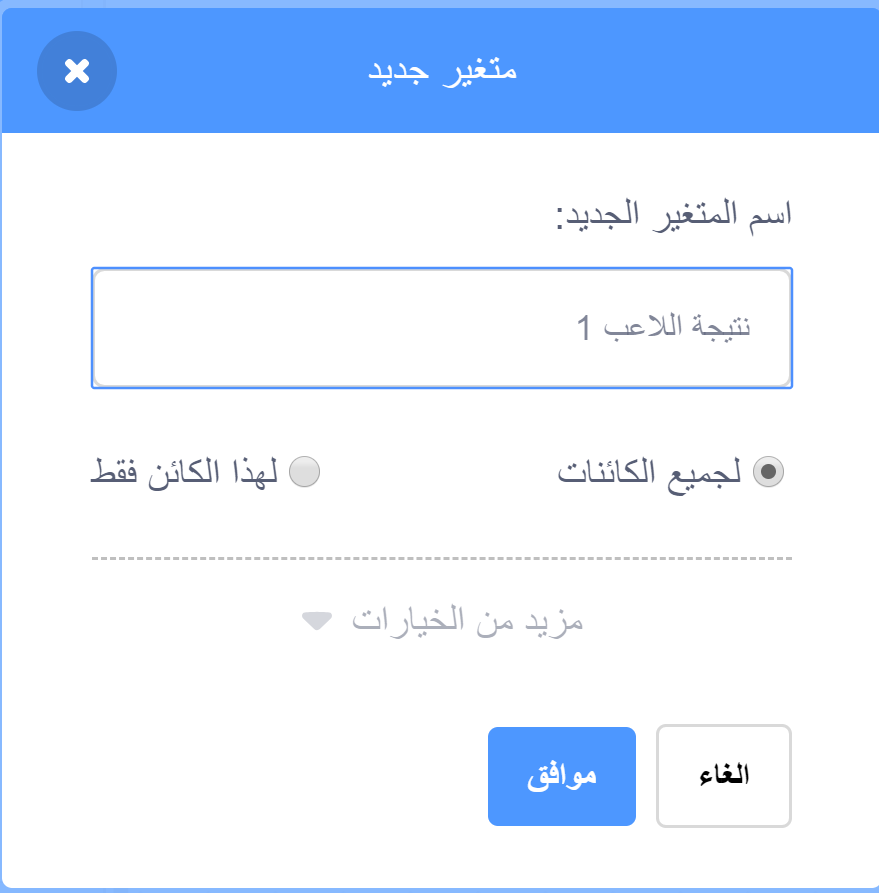 متغير جديد
اسم المتغير الجديد:
نتيجة اللاعب 1
لجميع الكائنات
لهذا الكائن فقط
مزيد من الخيارات
الغاء
موافق